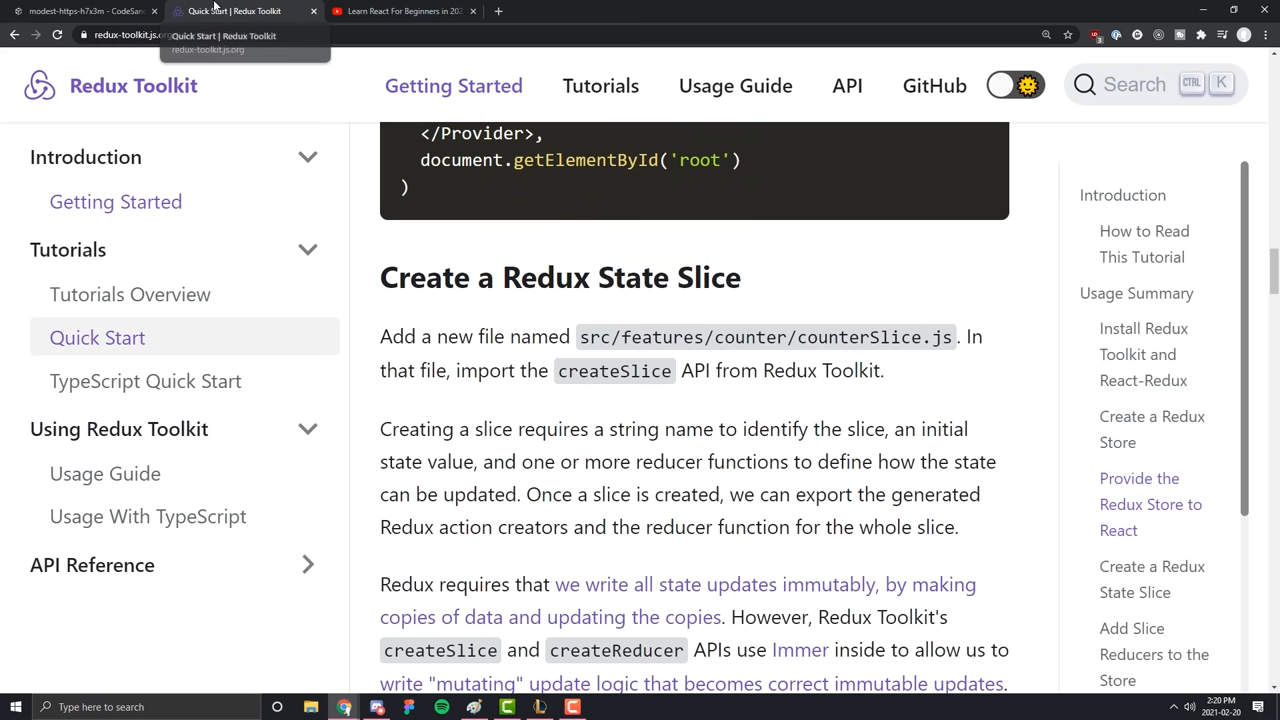 modest-https-h7x3m - CodeSan
Quick Start | Redux Toolkit
Learn React For Beginners in 202
redux-toolkit.js.org
Quick Start | Redux Toolkit
redux-toolkit.js.org
Redux Toolkit
Getting Started
Tutorials
Usage Guide
API
GitHub
Search
CTRL
K
Introduction
Getting Started
Tutorials
Tutorials Overview
Quick Start
TypeScript Quick Start
Using Redux Toolkit
Usage Guide
Usage With TypeScript
API Reference
</Provider>,
document.getElementById('root')
)
Create a Redux State Slice
Add a new file named src/features/counter/counterSlice.js. In
that file, import the createSlice API from Redux Toolkit.
Creating a slice requires a string name to identify the slice, an initial
state value, and one or more reducer functions to define how the state
can be updated. Once a slice is created, we can export the generated
Redux action creators and the reducer function for the whole slice.
Redux requires that we write all state updates immutably, by making
copies of data and updating the copies. However, Redux Toolkit's
createSlice and createReducer APIs use Immer inside to allow us to
write "mutating" update logic that becomes correct immutable updates.
Introduction
How to Read
This Tutorial
Usage Summary
Install Redux
Toolkit and
React-Redux
Create a Redux
Store
Provide the
Redux Store to
React
Create a Redux
State Slice
Add Slice
Reducers to the
Store
Type here to search
2:20 PM
2021-02-20